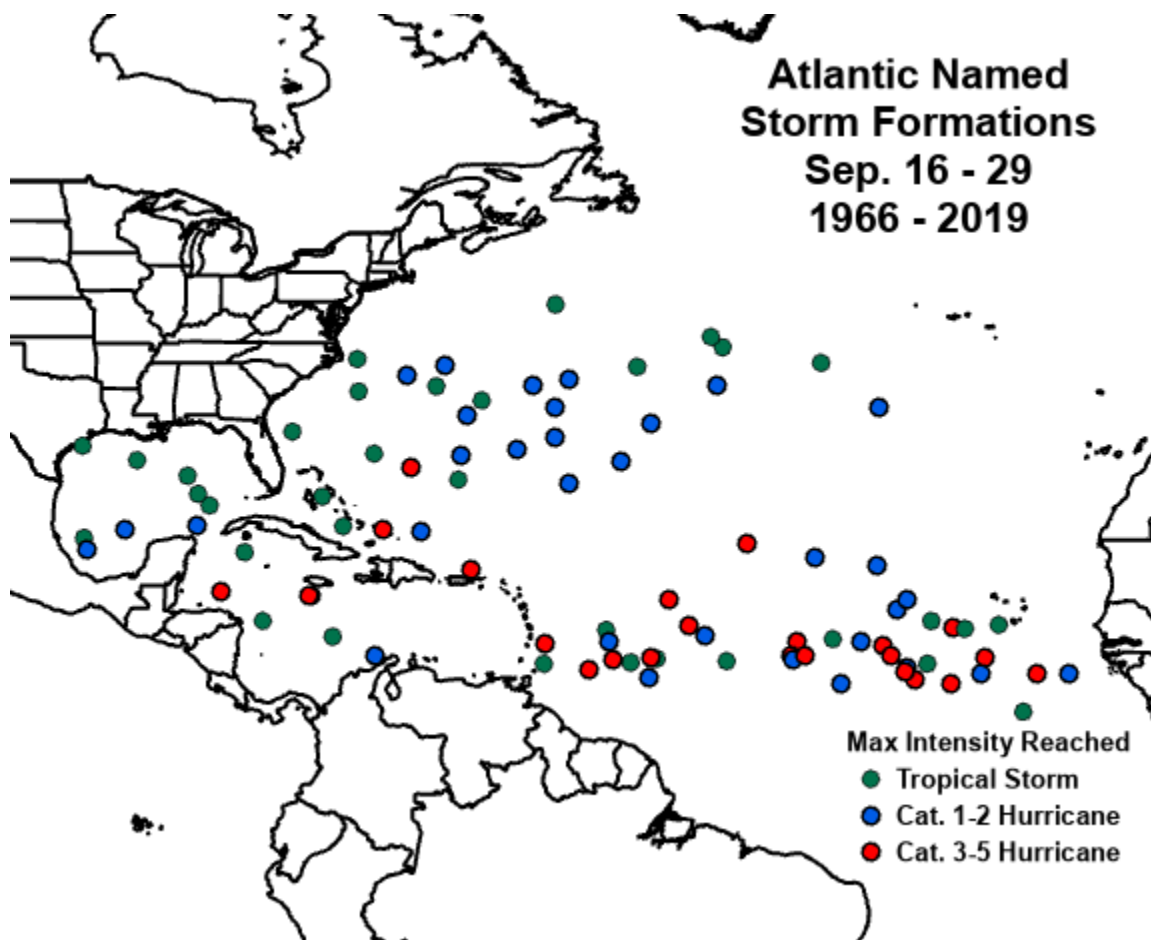 Atlantic Named
Storm Formations
Sep. 16 - 29
1966 - 2019
Max Intensity Reached
Tropical Storm
Cat. 1-2 Hurricane
Cat. 3-5 Hurricane